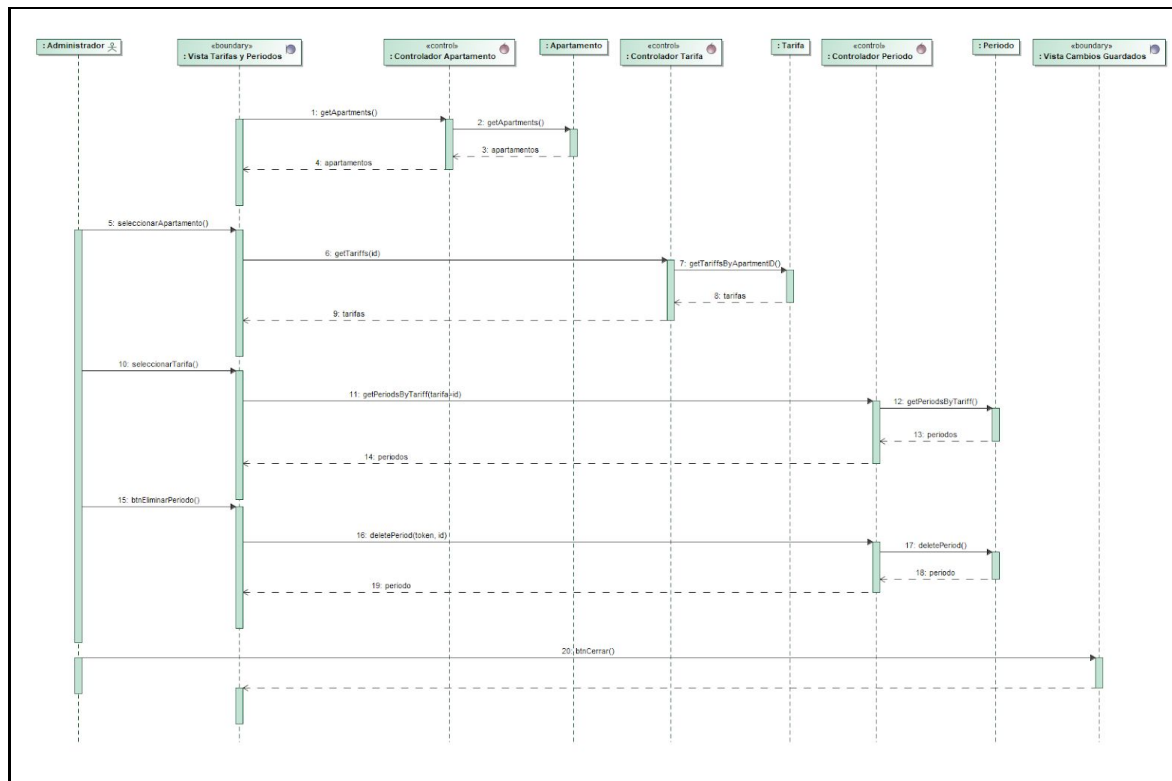 : Administrador
«boundary»
: Vista Tarifas y Periodos
«control»
: Controlador Apartamento
: Apartamento
«control»
: Controlador Tarifa
: Tarifa
«control»
: Controlador Periodo
: Periodo
«boundary»
: Vista Cambios Guardados
1: getApartments()
2: getApartments()
3: apartamentos
4: apartamentos
5: seleccionarApartamento()
6: getTariffs(id)
7: getTariffsByApartmentID()
8: tarifas
9: tarifas
10: seleccionarTarifa()
11: getPeriodsByTariff(tarifa=id)
12: getPeriodsByTariff()
13: periodos
14: periodos
15: btnEliminarPeriodo()
16: deletePeriod(token, id)
17: deletePeriod()
18: periodo
19: periodo
20: btnCerrar()